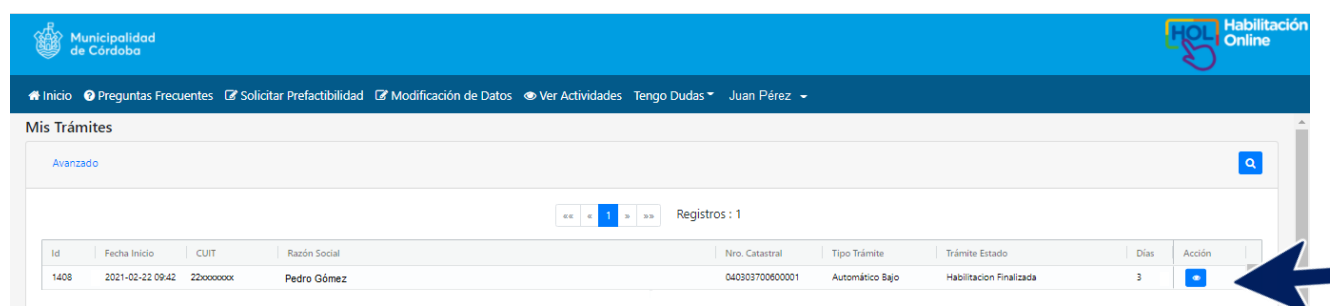 Municipalidad
de Córdoba
HOL Habilitación
Online
Inicio Preguntas Frecuentes Solicitar Prefactibilidad Modificación de Datos Ver Actividades Tengo Dudas Juan Pérez
Mis Trámites
Avanzado
«« « 1 » »» Registros : 1
Id Fecha Inicio CUIT Razón Social Nro. Catastral Tipo Trámite Trámite Estado Días Acción
1408 2021-02-22 09:42 22xxxxxxx Pedro Gómez 040303700600001 Automático Bajo Habilitacion Finalizada 3